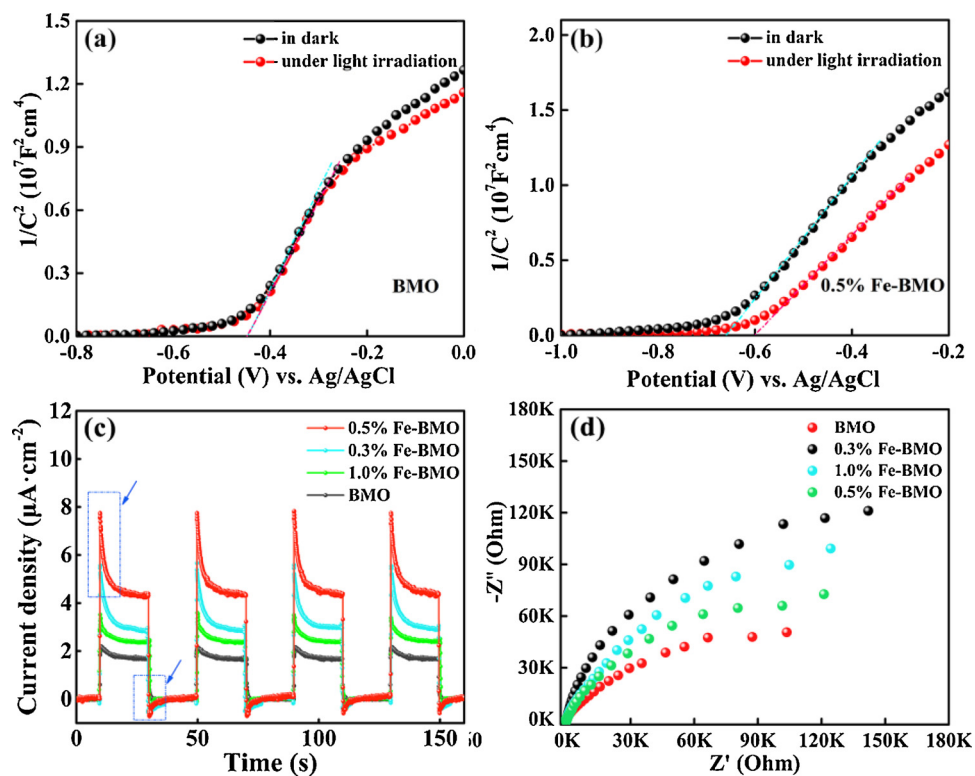 (a)
in dark
under light irradiation
BMO
1/C² (10⁷F²cm⁴)
1.5
1.2
0.9
0.6
0.3
0.0
-0.8 -0.6 -0.4 -0.2 0.0
Potential (V) vs. Ag/AgCl
(b)
in dark
under light irradiation
0.5% Fe-BMO
1/C² (10⁷F²cm⁴)
2.0
1.5
1.0
0.5
0.0
-1.0 -0.8 -0.6 -0.4 -0.2
Potential (V) vs. Ag/AgCl
(c)
0.5% Fe-BMO
0.3% Fe-BMO
1.0% Fe-BMO
BMO
Current density (μA·cm⁻²)
12
10
8
6
4
2
0
0 50 100 150 50
Time (s)
(d)
BMO
0.3% Fe-BMO
1.0% Fe-BMO
0.5% Fe-BMO
-Z'' (Ohm)
180K
150K
120K
90K
60K
30K
0K
0K 30K 60K 90K 120K 150K 180K
Z' (Ohm)